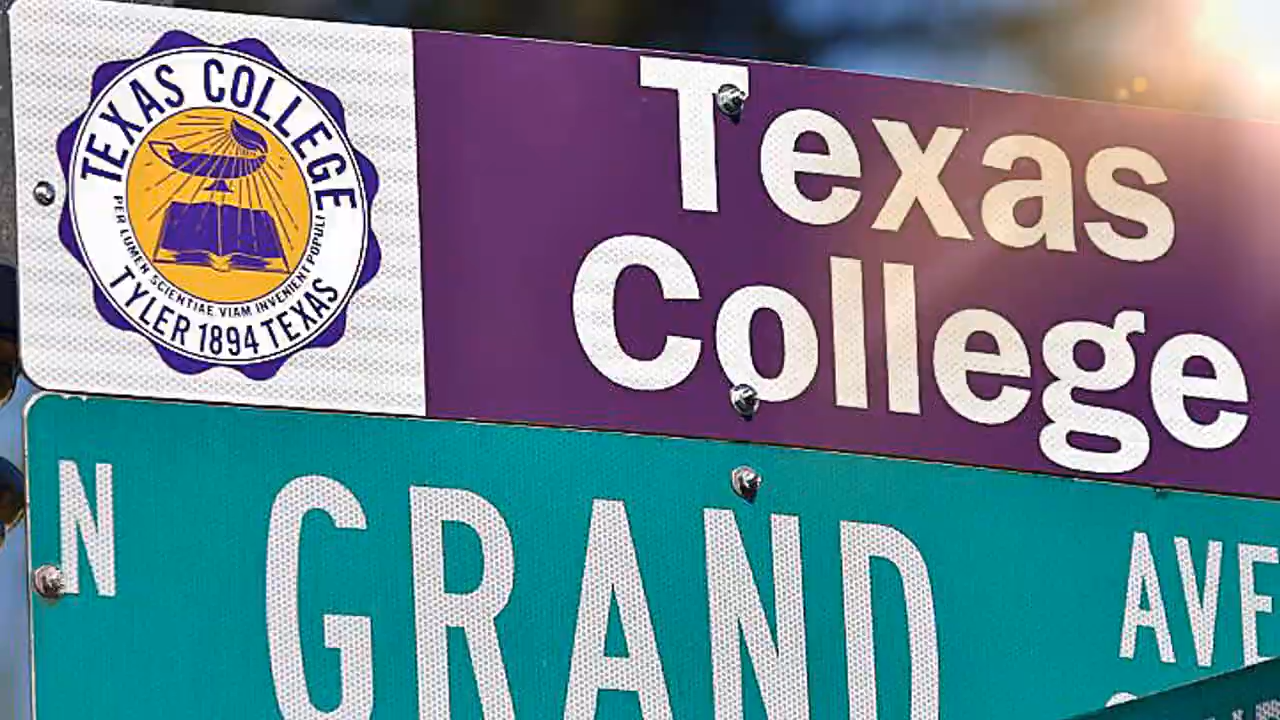 TEXAS COLLEGE
PER LUMEN SCIENTIAE VIAM INVENIENT POPULI
TYLER 1894 TEXAS
Texas
College
N GRAND AVE